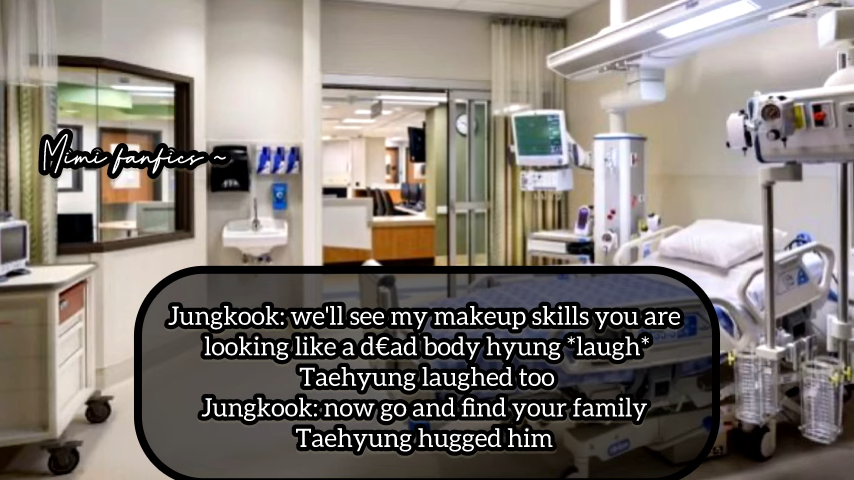 Mimi fanfics ~
Jungkook: we'll see my makeup skills you are
looking like a d€ad body hyung *laugh*
Taehyung laughed too
Jungkook: now go and find your family
Taehyung hugged him